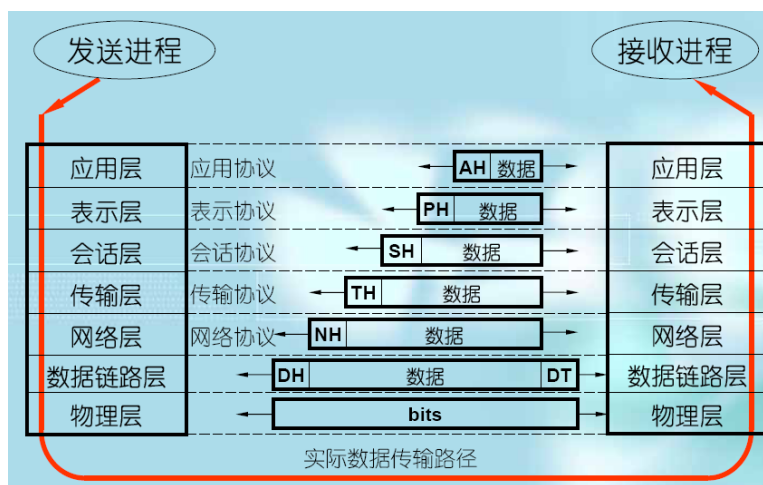 发送进程 接收进程
应用层 应用协议 AH 数据 应用层
表示层 表示协议 PH 数据 表示层
会话层 会话协议 SH 数据 会话层
传输层 传输协议 TH 数据 传输层
网络层 网络协议 NH 数据 网络层
数据链路层 DH 数据 DT 数据链路层
物理层 bits 物理层
实际数据传输路径